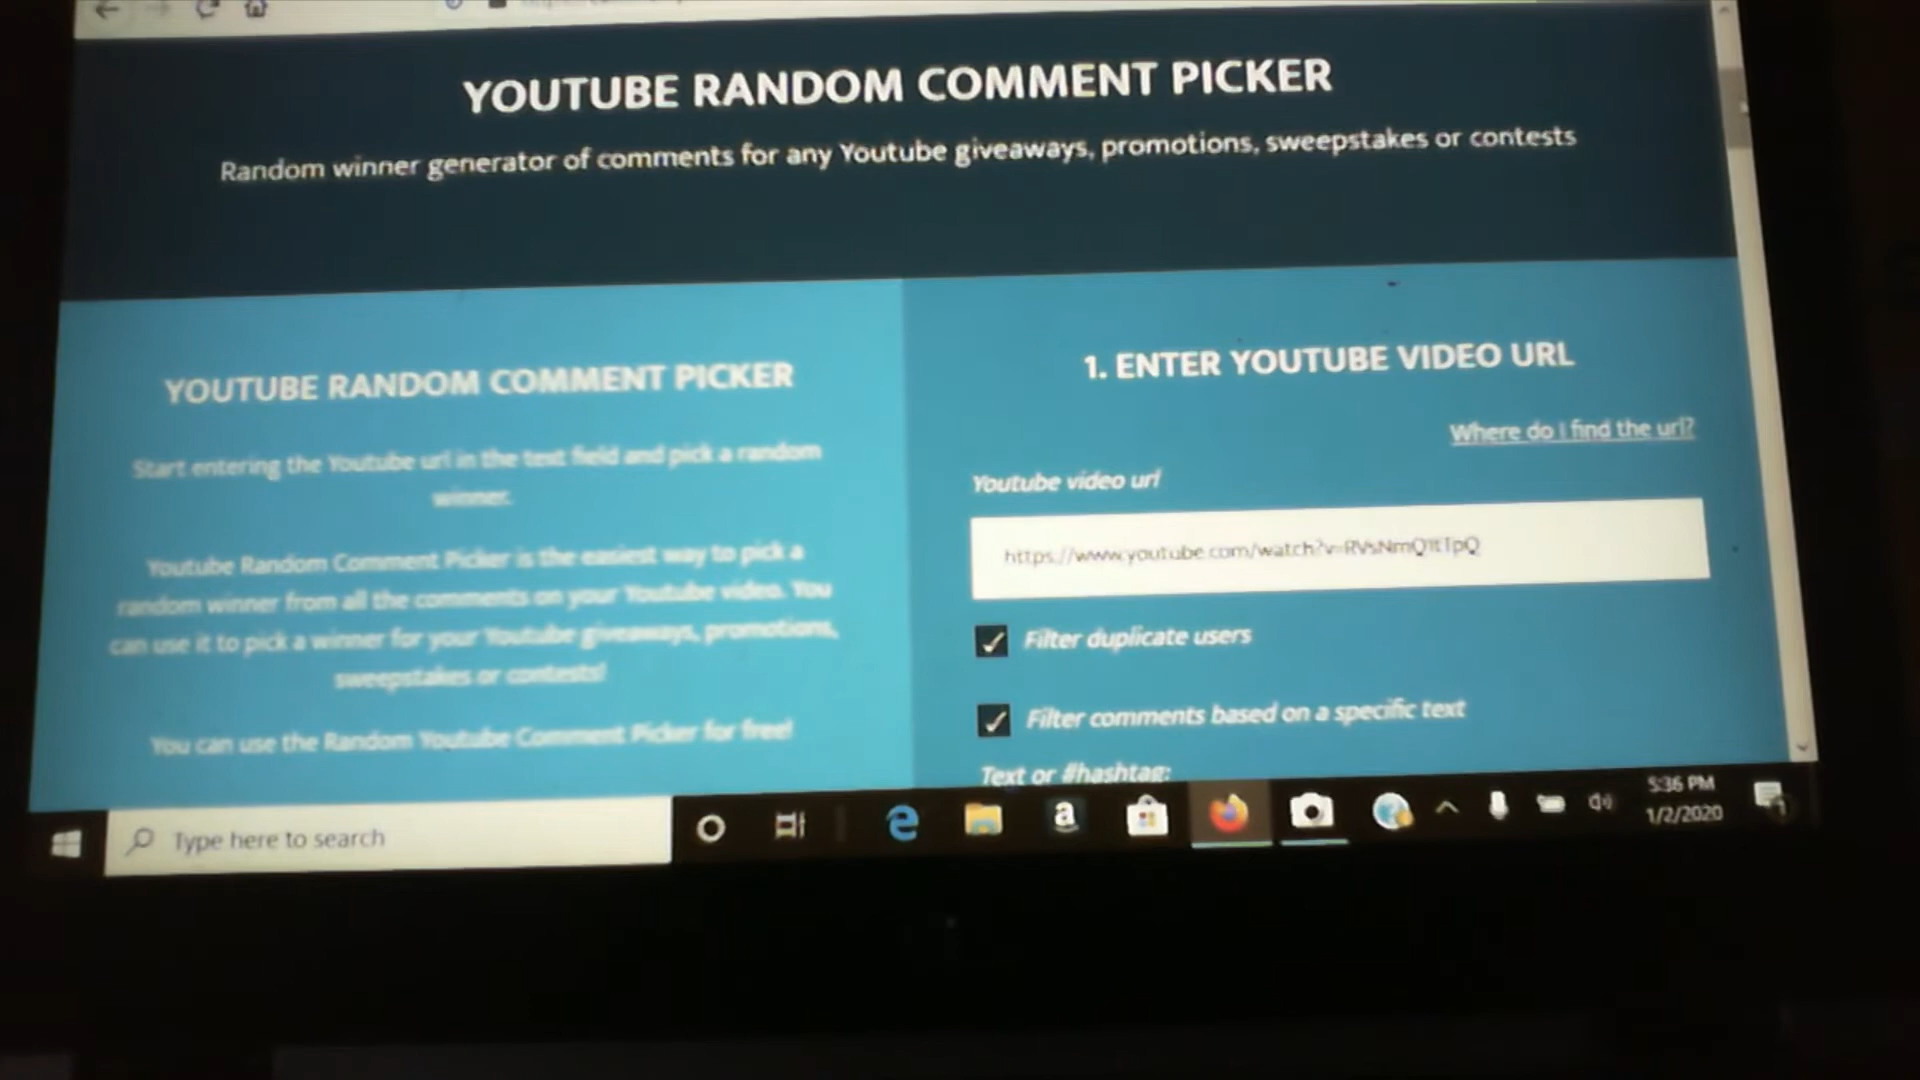 YOUTUBE RANDOM COMMENT PICKER
Random winner generator of comments for any Youtube giveaways, promotions, sweepstakes or contests
YOUTUBE RANDOM COMMENT PICKER
Start entering the Youtube url in the text field and pick a random
winner.
Youtube Random Comment Picker is the easiest way to pick a
random winner from all the comments on your Youtube video. You
can use it to pick a winner for your Youtube giveaways, promotions,
sweepstakes or contests!
You can use the Random Youtube Comment Picker for free!
1. ENTER YOUTUBE VIDEO URL
Where do I find the url?
Youtube video url
Filter duplicate users
Filter comments based on a specific text
Text or #hashtag:
Type here to search
5:36 PM
1/2/2020